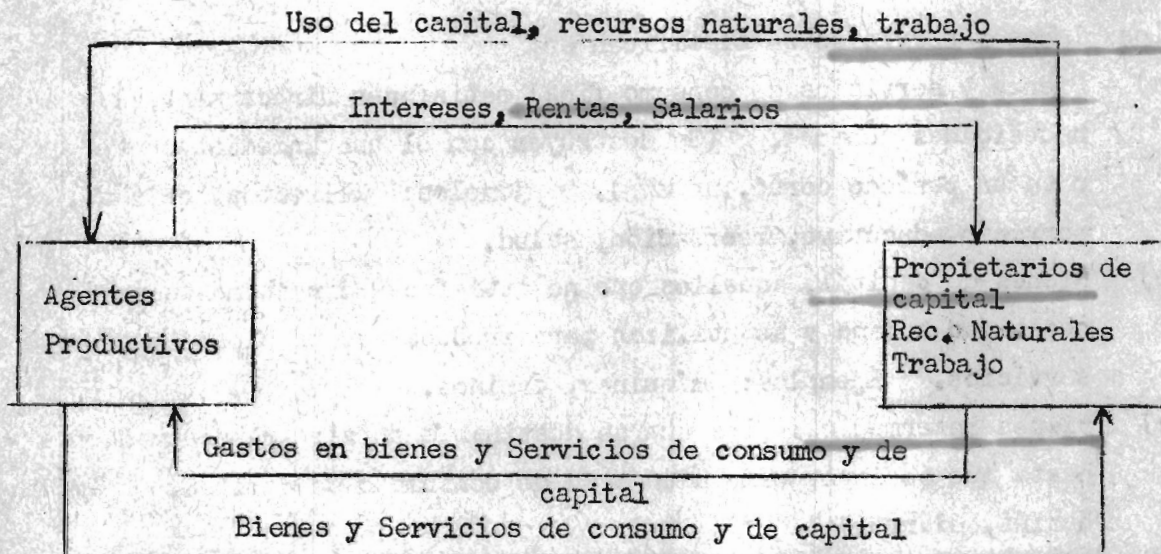 Uso del capital, recursos naturales, trabajo
Intereses, Rentas, Salarios
Agentes
Productivos
Propietarios de
capital
Rec. Naturales
Trabajo
Gastos en bienes y Servicios de consumo y de
capital
Bienes y Servicios de consumo y de capital